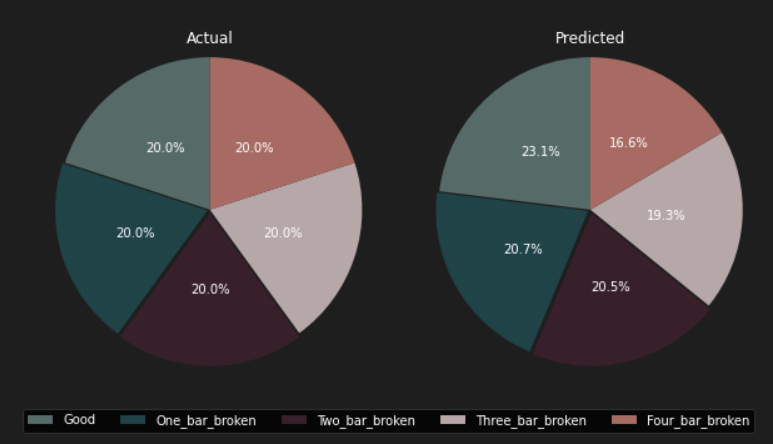 Actual Predicted
20.0% 20.0% 23.1% 16.6%
20.0% 20.0% 20.7% 19.3%
20.0% 20.5%
Good One_bar_broken Two_bar_broken Three_bar_broken Four_bar_broken